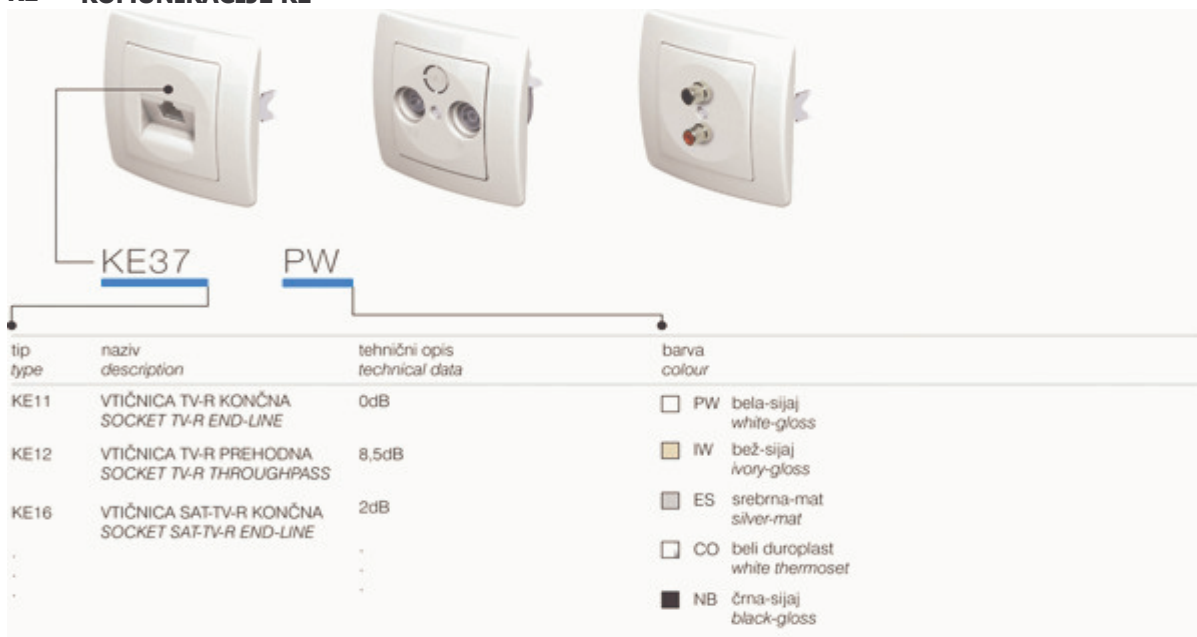 KE KOMUNIKACIJE KE
KE37 PW
tip naziv tehnični opis barva
type description technical data colour
KE11 VTIČNICA TV-R KONČNA 0dB PW bela-sijaj
SOCKET TV-R END-LINE white-gloss
KE12 VTIČNICA TV-R PREHODNA 8,5dB IW bež-sijaj
SOCKET TV-R THROUGHPASS ivory-gloss
KE16 VTIČNICA SAT-TV-R KONČNA 2dB ES srebrna-mat
SOCKET SAT-TV-R END-LINE silver-mat
CO beli duroplast
white thermoset
NB črna-sijaj
black-gloss